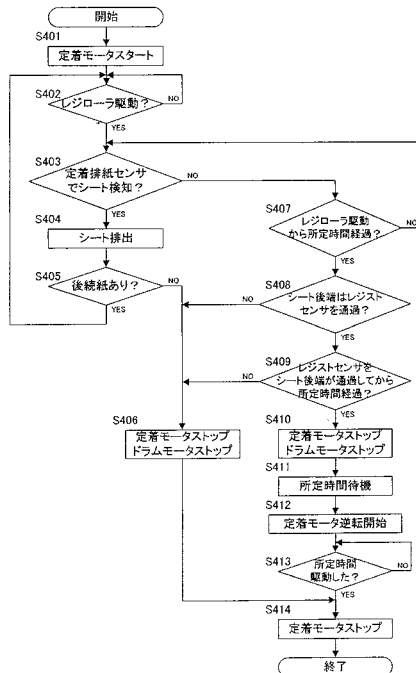 開始
S401
定着モータスタート
S402
レジローラ駆動？
NO
YES
S403
定着排紙センサ
でシート検知？
NO
YES
S404
シート排出
S405
後続紙あり？
NO
YES
S407
レジローラ駆動
から所定時間経過？
NO
YES
S408
シート後端はレジスト
センサを通過？
NO
YES
S409
レジストセンサを
シート後端が通過してから
所定時間経過？
NO
YES
S406
定着モータストップ
ドラムモータストップ
S410
定着モータストップ
ドラムモータストップ
S411
所定時間待機
S412
定着モータ逆転開始
S413
所定時間
駆動した？
NO
YES
S414
定着モータストップ
終了